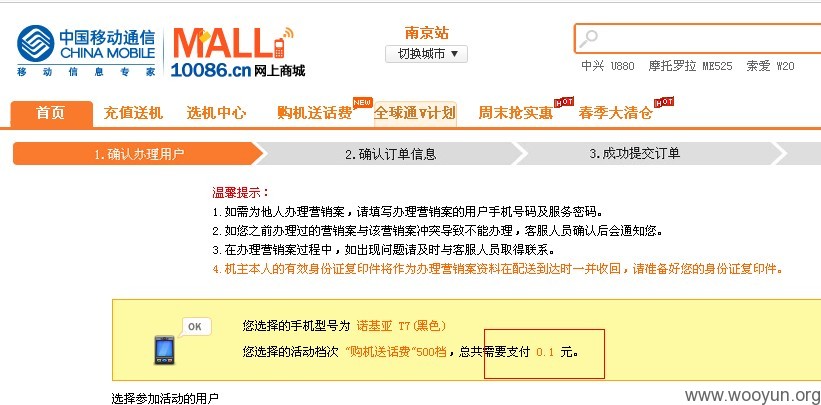 中国移动通信
CHINA MOBILE
移动信息专家
MALL
10086.cn 网上商城
南京站
切换城市 ▼
中兴 U880 摩托罗拉 ME525 索爱 W20
首页 充值送机 选机中心 购机送话费 NEW 全球通V计划 周末抢实惠 HOT 春季大清仓 HOT
1.确认办理用户 2.确认订单信息 3.成功提交订单
温馨提示：
1.如需为他人办理营销案，请填写办理营销案的用户手机号码及服务密码。
2.如您之前办理过的营销案与该营销案冲突导致不能办理，客服人员确认后会通知您。
3.在办理营销案过程中，如出现问题请及时与客服人员取得联系。
4.机主本人的有效身份证复印件将作为办理营销案资料在配送到达时一并收回，请准备好您的身份证复印件。
OK
您选择的手机型号为 诺基亚 T7(黑色)
您选择的活动档次 “购机送话费”500档，总共需要支付 0.1 元。
www.wooyun.org
选择参加活动的用户